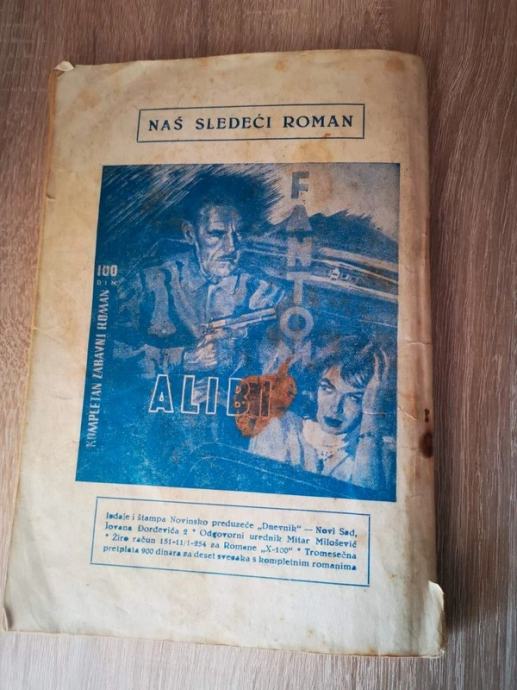 NAŠ SLEDEĆI ROMAN
FANTOM
100
DIN
KOMPLETAN ZABAVNI ROMAN
ALIBI
Izdaje i štampa Novinsko preduzeće „Dnevnik" — Novi Sad,
Jovana Đorđevića 2 * Odgovorni urednik Mitar Milošević
* Žiro račun 151-11/1-254 za Romane „X-100" * Tromesečna
pretplata 900 dinara za deset svezaka s kompletnim romanima